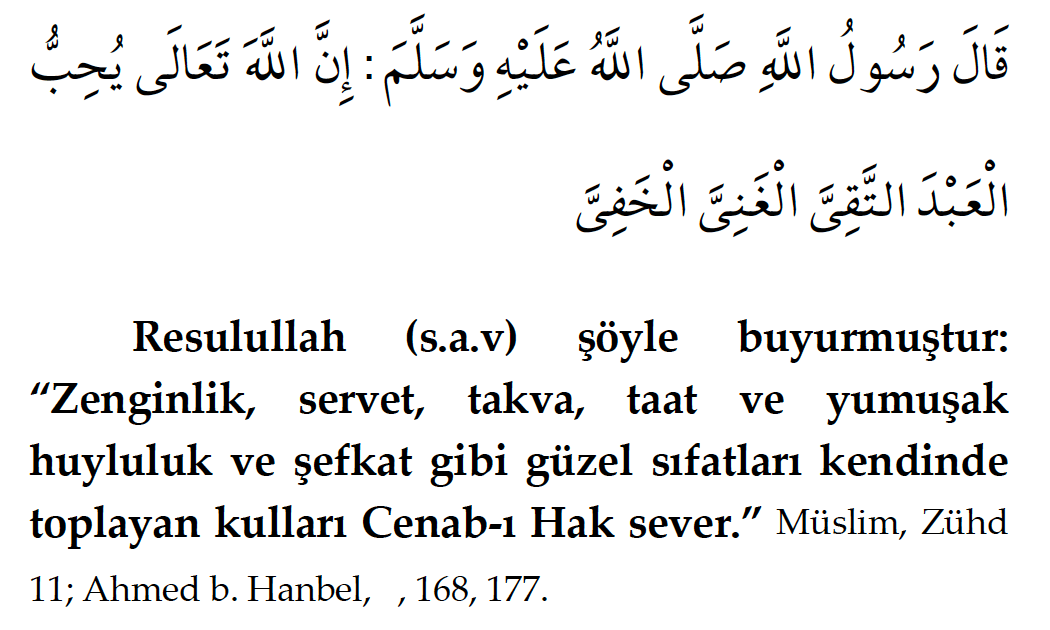 قَالَ رَسُولُ اللَّهِ صَلَّى اللَّهُ عَلَيْهِ وَسَلَّمَ : إِنَّ اللَّهَ تَعَالَى يُحِبُّ
الْعَبْدَ التَّقِىَّ الْغَنِىَّ الْخَفِىَّ
Resulullah (s.a.v) şöyle buyurmuştur:
“Zenginlik, servet, takva, taat ve yumuşak
huyluluk ve şefkat gibi güzel sıfatları kendinde
toplayan kulları Cenab-ı Hak sever.” Müslim, Zühd
11; Ahmed b. Hanbel,   , 168, 177.